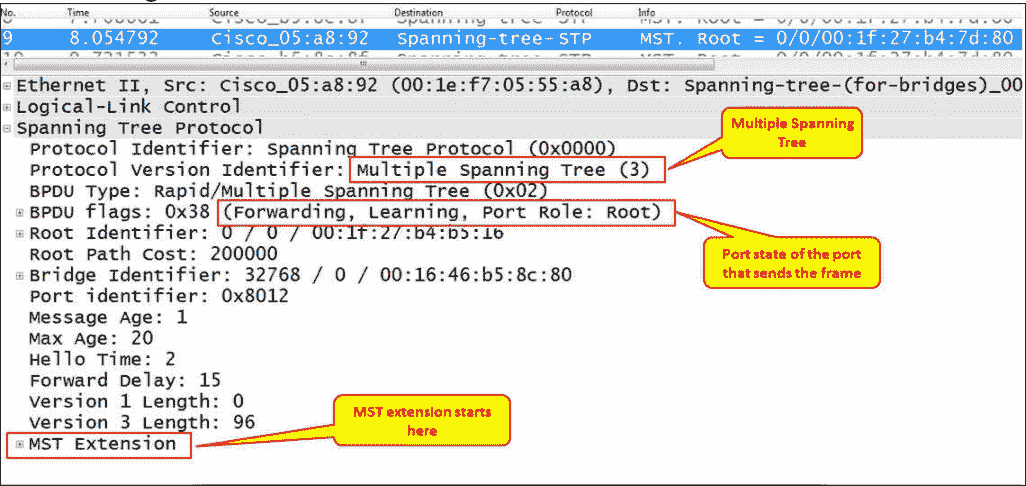 No. Time Source Destination Protocol Info
9 8.054792 Cisco_05:a8:92 Spanning-tree- STP MST. Root = 0/0/00:1f:27:b4:7d:80
Ethernet II, Src: Cisco_05:a8:92 (00:1e:f7:05:55:a8), Dst: Spanning-tree-(for-bridges)_00
Logical-Link Control
Spanning Tree Protocol
Protocol Identifier: Spanning Tree Protocol (0x0000)
Protocol Version Identifier: Multiple Spanning Tree (3)
BPDU Type: Rapid/Multiple Spanning Tree (0x02)
BPDU flags: 0x38 (Forwarding, Learning, Port Role: Root)
Root Identifier: 0 / 0 / 00:1f:27:b4:b5:16
Root Path Cost: 200000
Bridge Identifier: 32768 / 0 / 00:16:46:b5:8c:80
Port identifier: 0x8012
Message Age: 1
Max Age: 20
Hello Time: 2
Forward Delay: 15
Version 1 Length: 0
Version 3 Length: 96
MST Extension
Multiple Spanning
Tree
Port state of the port
that sends the frame
MST extension starts
here